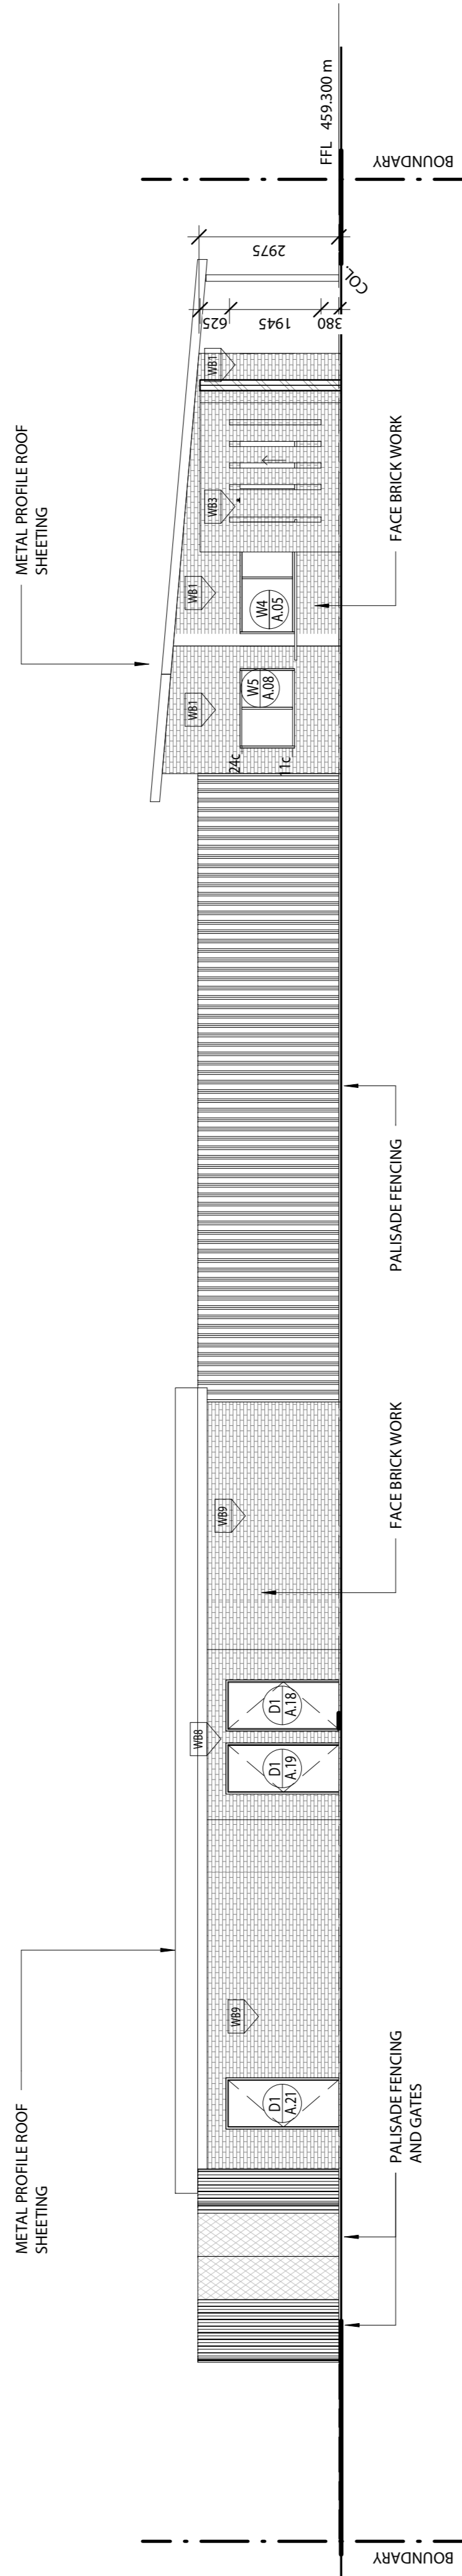 METAL PROFILE ROOF
SHEETING
METAL PROFILE ROOF
SHEETING
WB9
WB8
WB9
WB1
WB1
WB3
WB1
D1
A.21
D1
A.19
D1
A.18
W5
A.08
W4
A.05
24c
11c
625
1945
380
2975
COL.
FFL 459.300 m
BOUNDARY
PALISADE FENCING
AND GATES
FACE BRICK WORK
PALISADE FENCING
FACE BRICK WORK
BOUNDARY